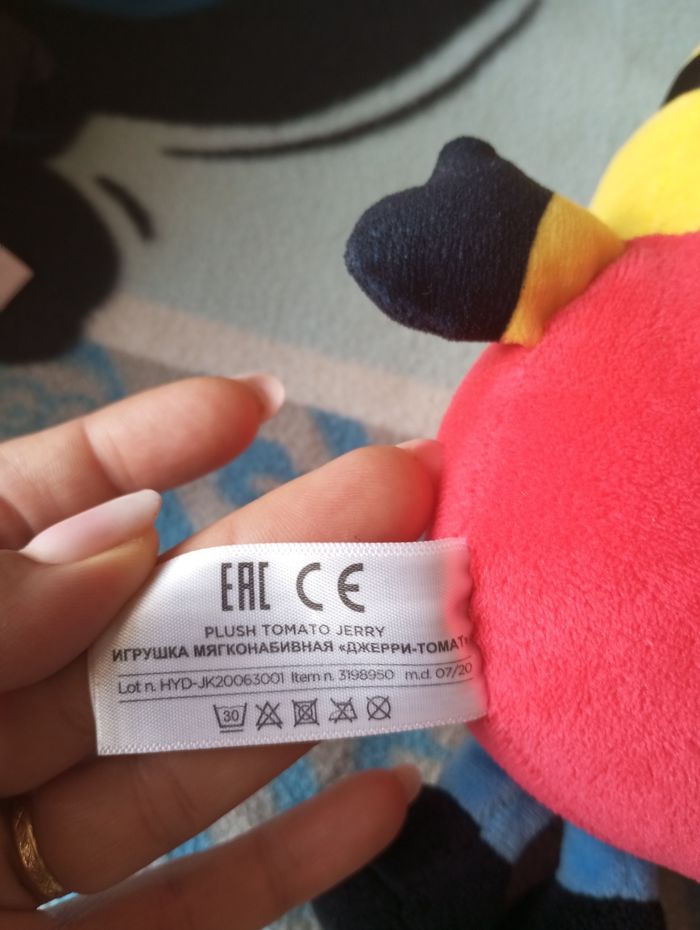 EAC CE
PLUSH TOMATO JERRY
ИГРУШКА МЯГКОНАБИВНАЯ «ДЖЕРРИ-ТОМАТ»
Lot n. HYD-JK20063001 Item n. 3198950 m.d. 07/20
30